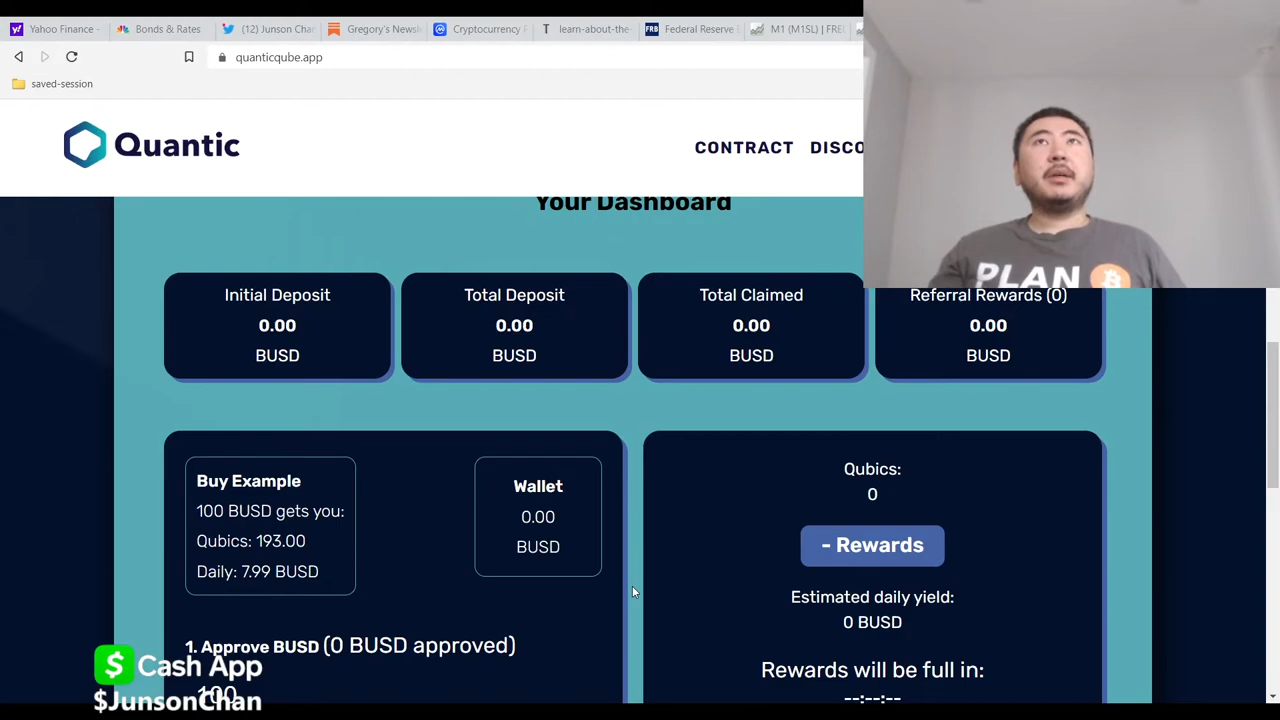 Yahoo Finance -
Bonds & Rates
(12) Junson Chan
Gregory's Newsl
Cryptocurrency P
learn-about-the-
FRB
Federal Reserve B
M1 (M1SL) | FRED
quanticqube.app
saved-session
Quantic
CONTRACT
DISCO
PLAN
Your Dashboard
Initial Deposit
0.00
BUSD
Total Deposit
0.00
BUSD
Total Claimed
0.00
BUSD
Referral Rewards (0)
0.00
BUSD
Buy Example
100 BUSD gets you:
Qubics: 193.00
Daily: 7.99 BUSD
Wallet
0.00
BUSD
1. Approve BUSD (0 BUSD approved)
100
Qubics:
0
- Rewards
Estimated daily yield:
0 BUSD
Rewards will be full in:
--:--:--
Cash App
$JunsonChan